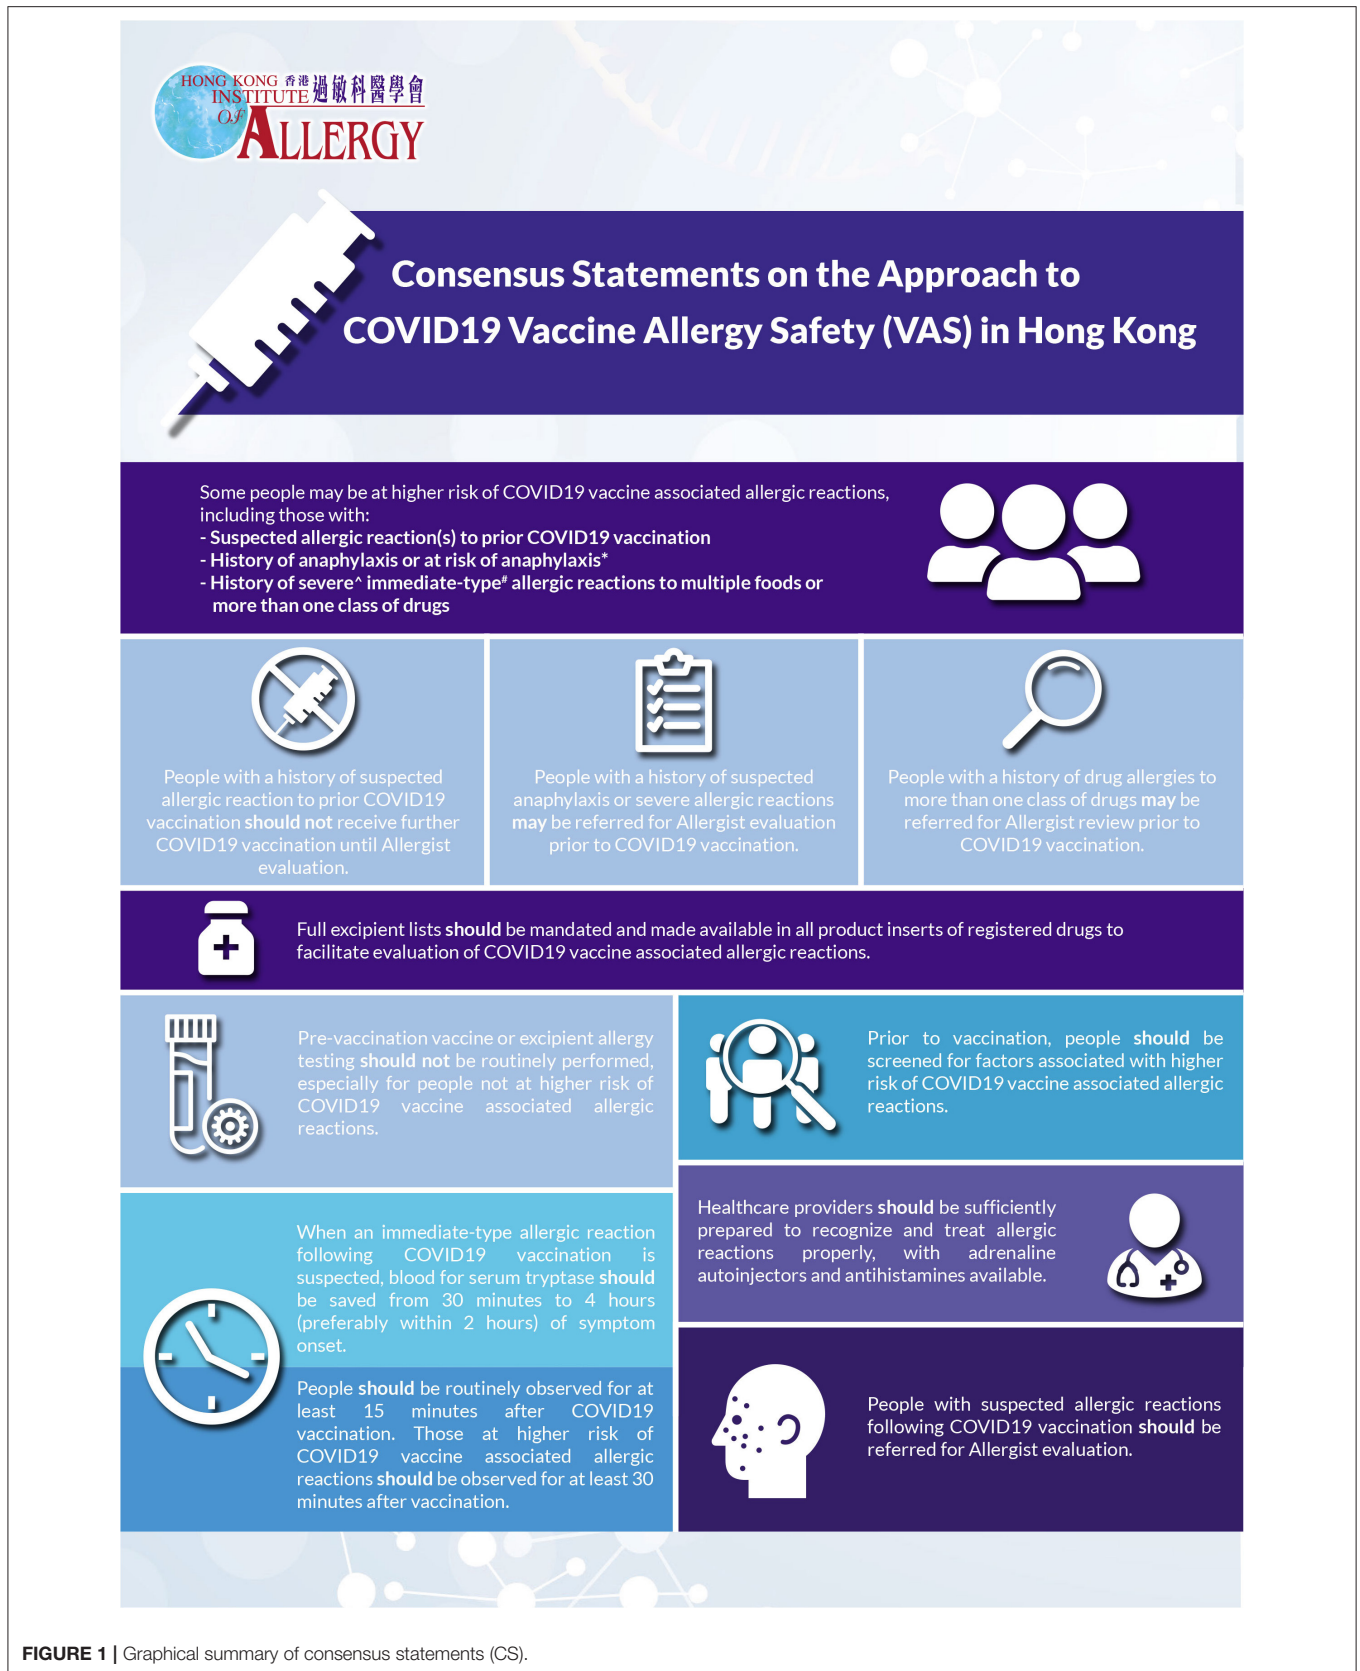 HONG KONG 香港 過敏科醫學會
INSTITUTE
OF
ALLERGY
Consensus Statements on the Approach to
COVID19 Vaccine Allergy Safety (VAS) in Hong Kong
Some people may be at higher risk of COVID19 vaccine associated allergic reactions,
including those with:
- Suspected allergic reaction(s) to prior COVID19 vaccination
- History of anaphylaxis or at risk of anaphylaxis*
- History of severe^ immediate-type# allergic reactions to multiple foods or
more than one class of drugs
People with a history of suspected
allergic reaction to prior COVID19
vaccination should not receive further
COVID19 vaccination until Allergist
evaluation.
People with a history of suspected
anaphylaxis or severe allergic reactions
may be referred for Allergist evaluation
prior to COVID19 vaccination.
People with a history of drug allergies to
more than one class of drugs may be
referred for Allergist review prior to
COVID19 vaccination.
Full excipient lists should be mandated and made available in all product inserts of registered drugs to
facilitate evaluation of COVID19 vaccine associated allergic reactions.
Pre-vaccination vaccine or excipient allergy
testing should not be routinely performed,
especially for people not at higher risk of
COVID19 vaccine associated allergic
reactions.
Prior to vaccination, people should be
screened for factors associated with higher
risk of COVID19 vaccine associated allergic
reactions.
When an immediate-type allergic reaction
following COVID19 vaccination is
suspected, blood for serum tryptase should
be saved from 30 minutes to 4 hours
(preferably within 2 hours) of symptom
onset.
Healthcare providers should be sufficiently
prepared to recognize and treat allergic
reactions properly, with adrenaline
autoinjectors and antihistamines available.
People should be routinely observed for at
least 15 minutes after COVID19
vaccination. Those at higher risk of
COVID19 vaccine associated allergic
reactions should be observed for at least 30
minutes after vaccination.
People with suspected allergic reactions
following COVID19 vaccination should be
referred for Allergist evaluation.
FIGURE 1 | Graphical summary of consensus statements (CS).